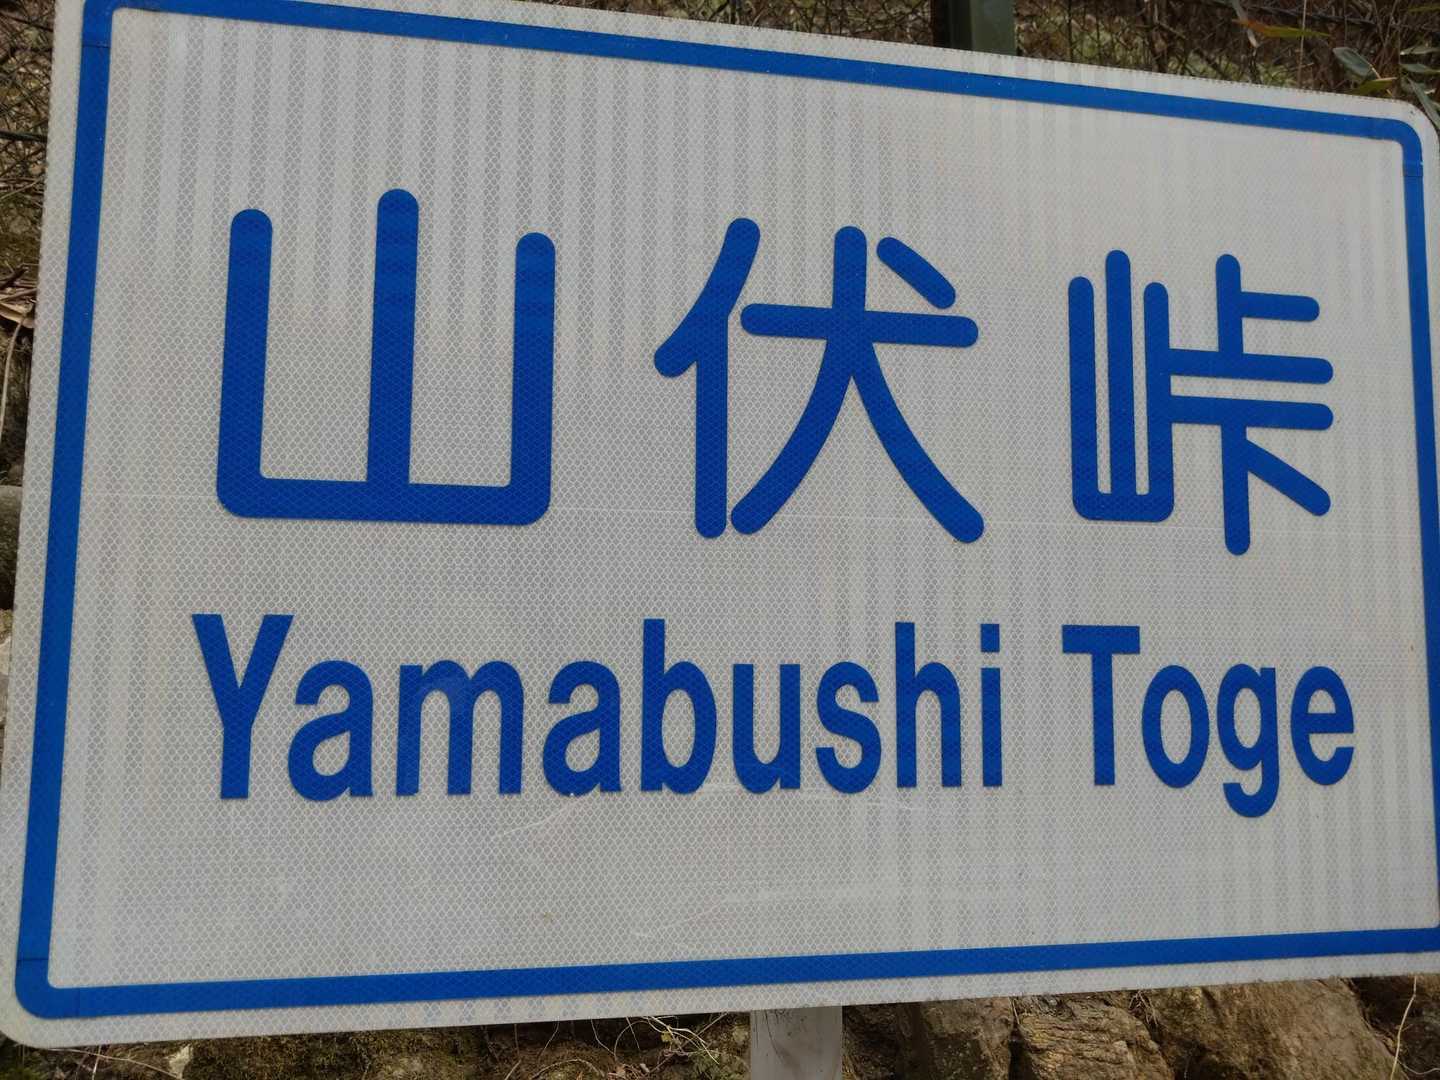 山伏峠
Yamabushi Toge